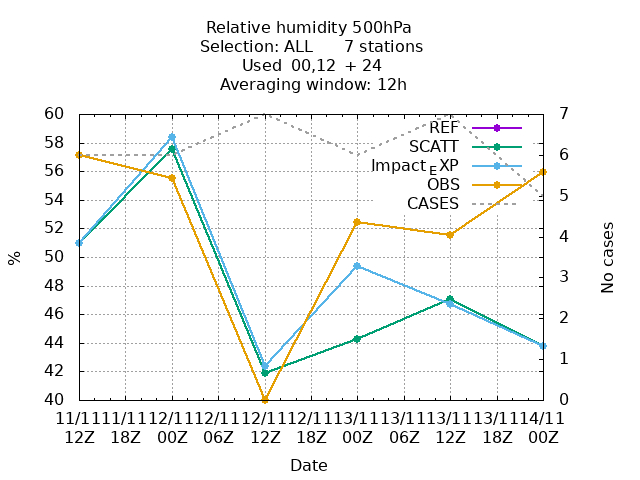 Relative humidity 500hPa
Selection: ALL 7 stations
Used 00,12 + 24
Averaging window: 12h
60 7
REF
58
SCATT
56 6
Impact_EXP
54
OBS
5
52
CASES
50 4
%
No cases
48 3
46
2
44
42 1
40 0
11/11 11/11 12/11 12/11 12/11 12/11 13/11 13/11 13/11 13/11 14/11
12Z 18Z 00Z 06Z 12Z 18Z 00Z 06Z 12Z 18Z 00Z
Date